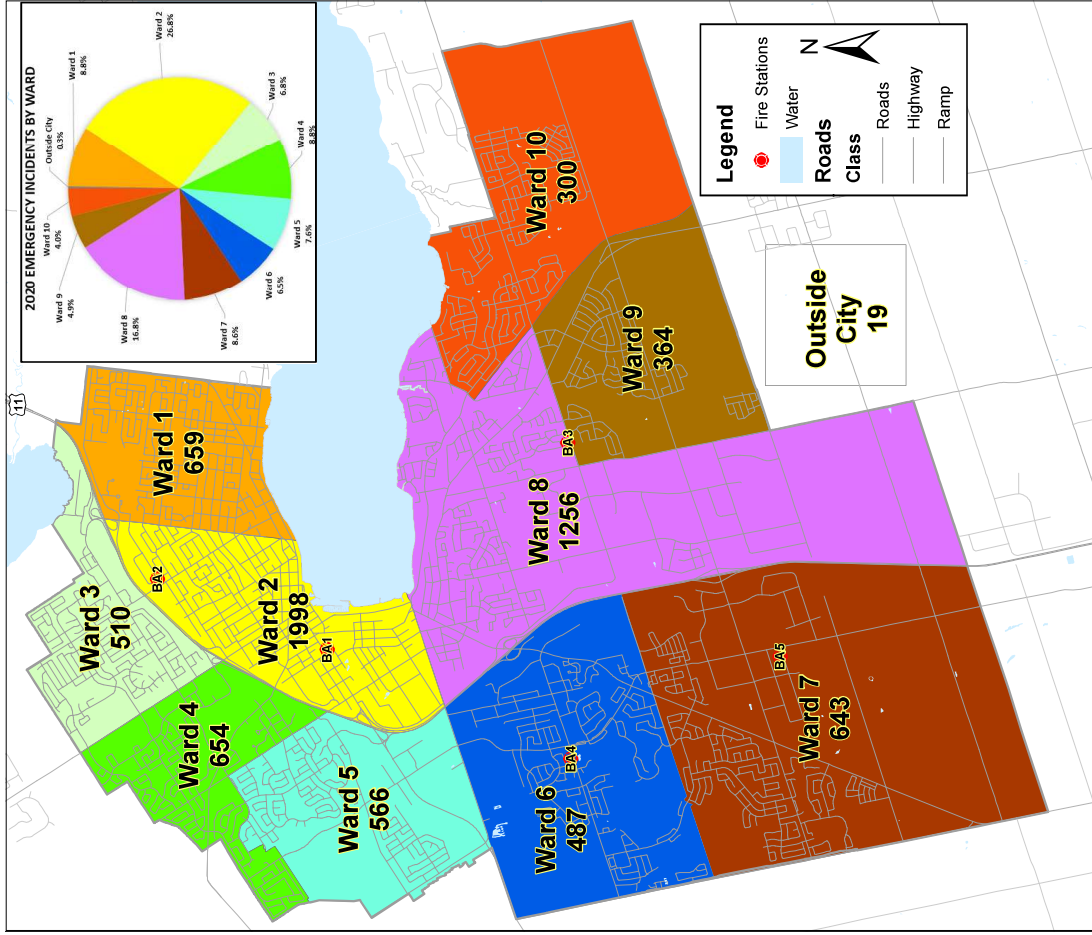 2020 EMERGENCY INCIDENTS BY WARD
Outside City
0.3%
Ward 1
8.8%
Ward 2
26.8%
Ward 3
6.8%
Ward 4
8.8%
Ward 5
7.6%
Ward 6
6.5%
Ward 7
8.6%
Ward 8
16.8%
Ward 9
4.9%
Ward 10
4.0%
11
Ward 1
659
Ward 3
510
BA2
Ward 2
1998
BA1
Ward 4
654
Ward 5
566
Ward 6
487
BA4
Ward 7
643
BA5
Ward 8
1256
BA3
Ward 9
364
Ward 10
300
Outside
City
19
Legend
Fire Stations
Water
Roads
Class
Roads
Highway
Ramp
N